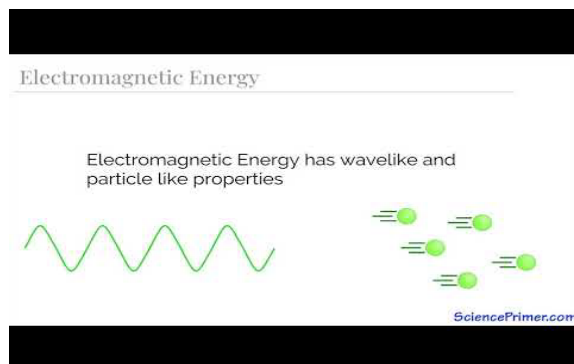 Electromagnetic Energy
Electromagnetic Energy has wavelike and
particle like properties
SciencePrimer.com